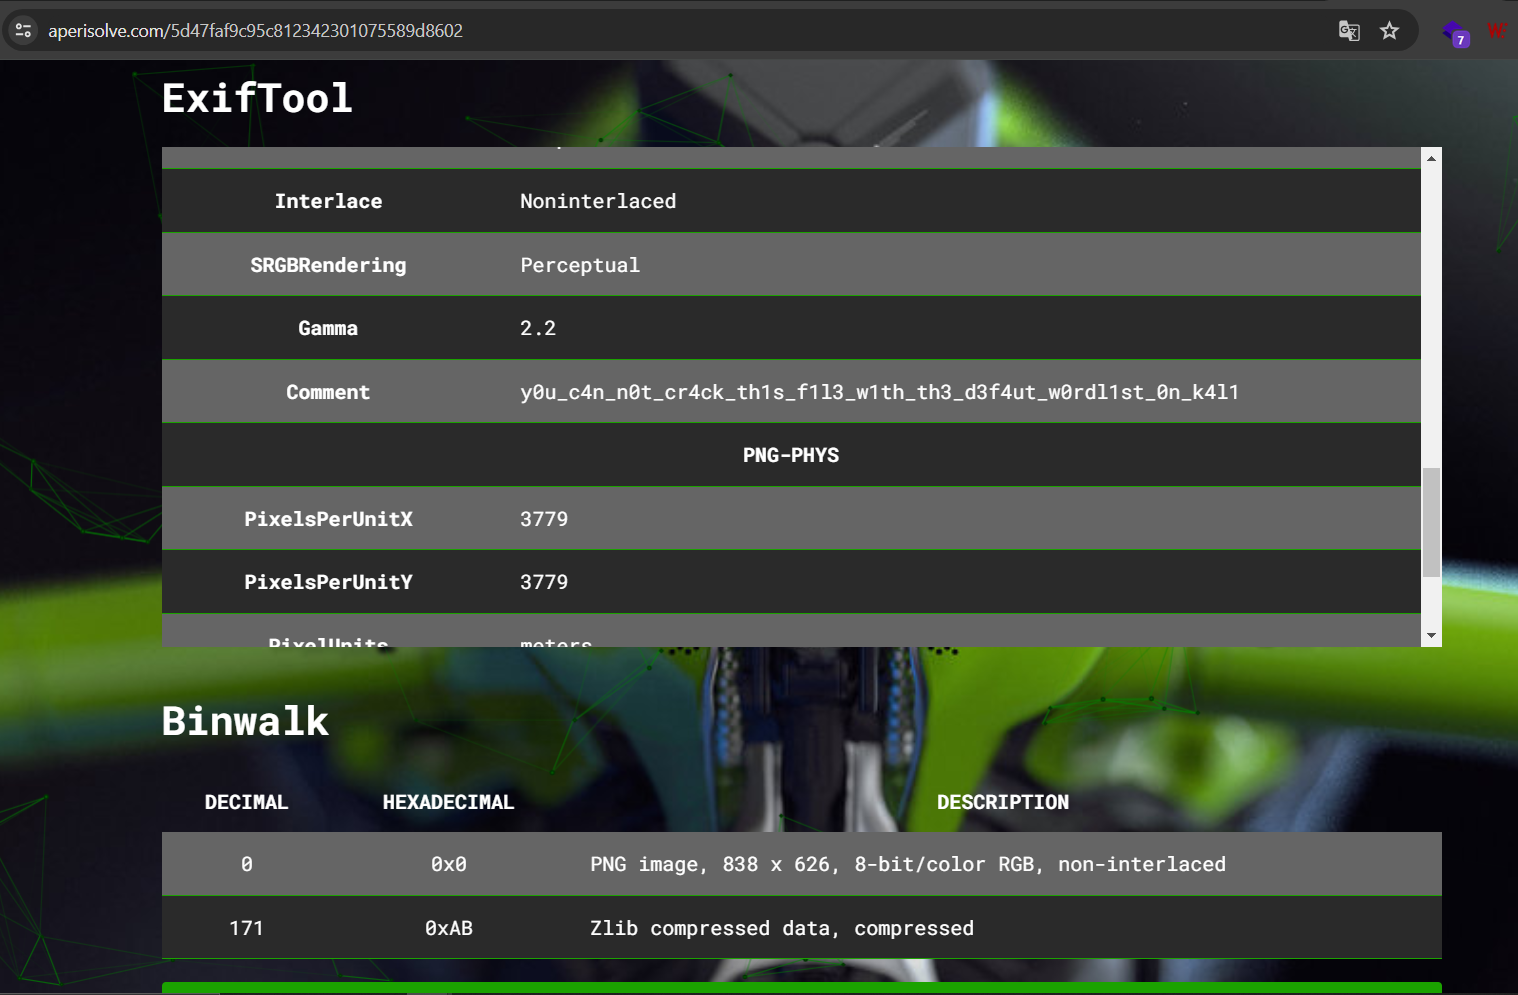 aperisolve.com/5d47faf9c95c812342301075589d8602
7
ExifTool
Interlace Noninterlaced
SRGBRendering Perceptual
Gamma 2.2
Comment y0u_c4n_n0t_cr4ck_th1s_f1l3_w1th_th3_d3f4ut_w0rdl1st_0n_k4l1
PNG-PHYS
PixelsPerUnitX 3779
PixelsPerUnitY 3779
PixelUnits meters
Binwalk
DECIMAL HEXADECIMAL DESCRIPTION
0 0x0 PNG image, 838 x 626, 8-bit/color RGB, non-interlaced
171 0xAB Zlib compressed data, compressed